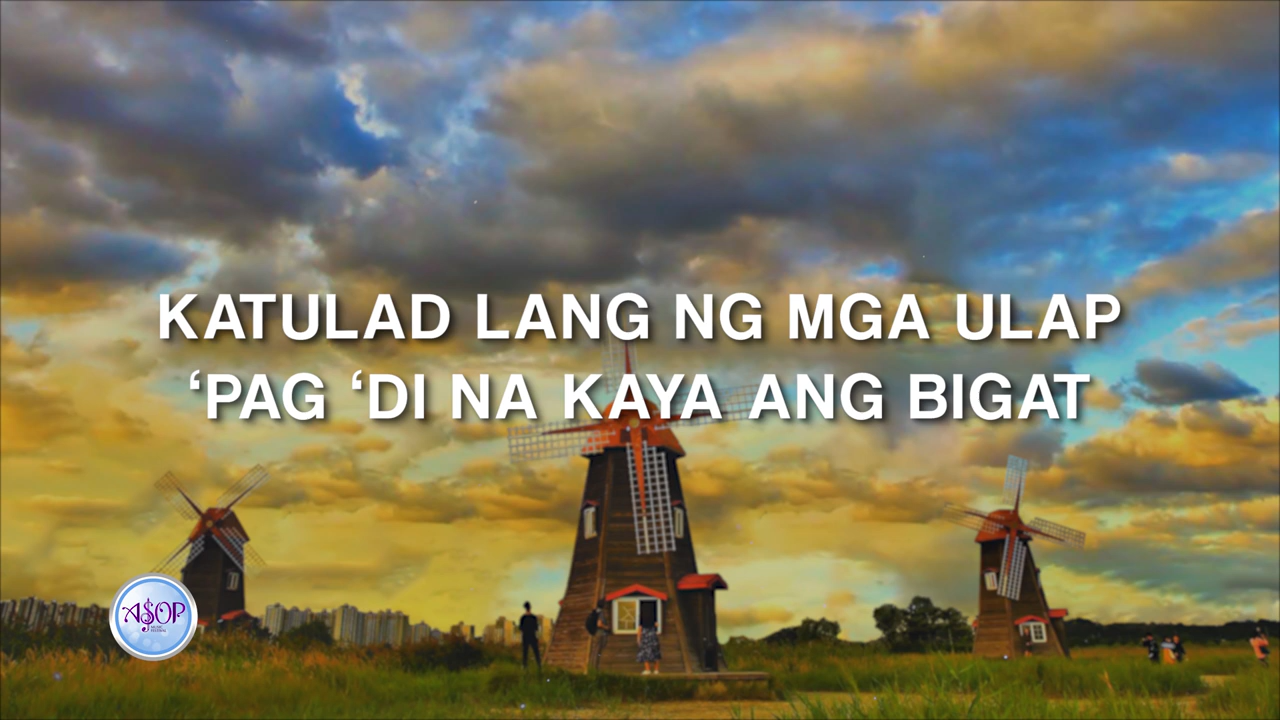 KATULAD LANG NG MGA ULAP
‘PAG ‘DI NA KAYA ANG BIGAT
ASOP